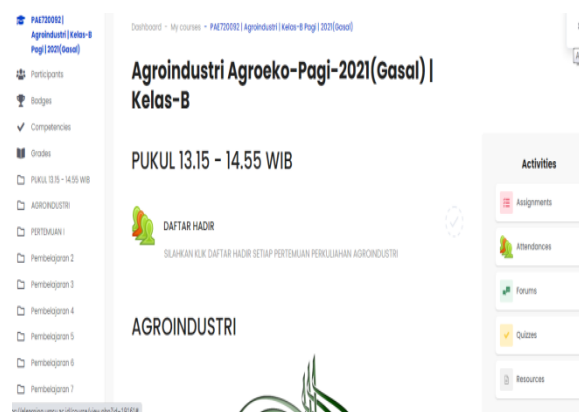 PAE720092 |
Agroindustri | Kelas-B
Pagi | 2021(Gasal)
Participants
Badges
Competencies
Grades
PUKUL 13.15 - 14.55 WIB
AGROINDUSTRI
PERTEMUAN I
Pembelajaran 2
Pembelajaran 3
Pembelajaran 4
Pembelajaran 5
Pembelajaran 6
Pembelajaran 7
Dashboard - My courses - PAE720092 | Agroindustri | Kelas-B Pagi | 2021(Gasal)
Agroindustri Agroeko-Pagi-2021(Gasal) |
Kelas-B
PUKUL 13.15 - 14.55 WIB
DAFTAR HADIR
SILAHKAN KLIK DAFTAR HADIR SETIAP PERTEMUAN PERKULIAHAN AGROINDUSTRI
AGROINDUSTRI
Activities
Assignments
Attendances
Forums
Quizzes
Resources